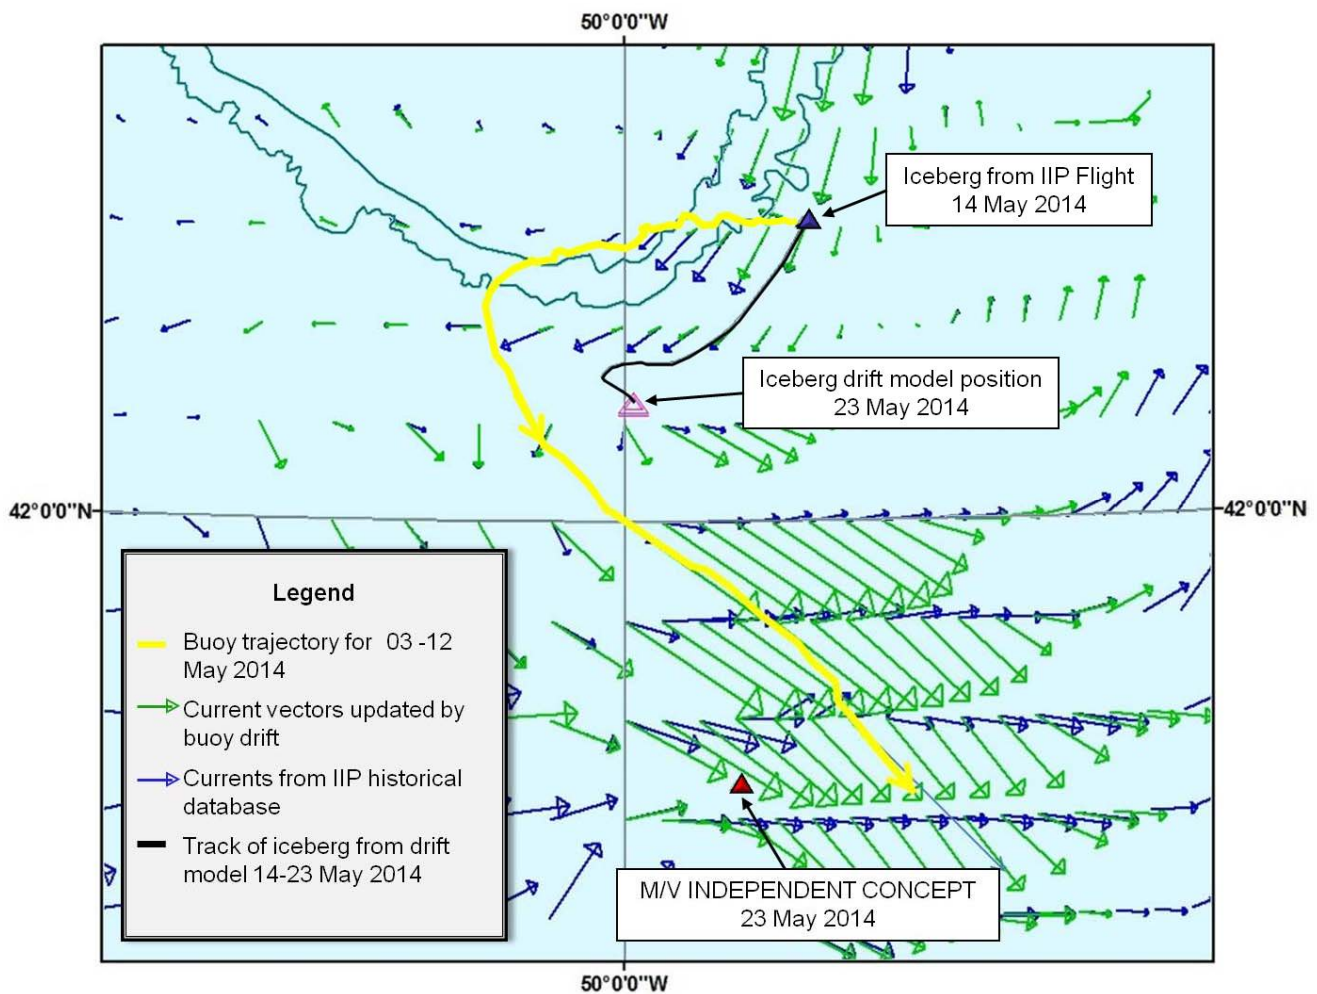 50°0'0"W
Iceberg from IIP Flight
14 May 2014
Iceberg drift model position
23 May 2014
42°0'0"N
42°0'0"N
Legend
Buoy trajectory for 03 -12
May 2014
Current vectors updated by
buoy drift
Currents from IIP historical
database
Track of iceberg from drift
model 14-23 May 2014
M/V INDEPENDENT CONCEPT
23 May 2014
50°0'0"W